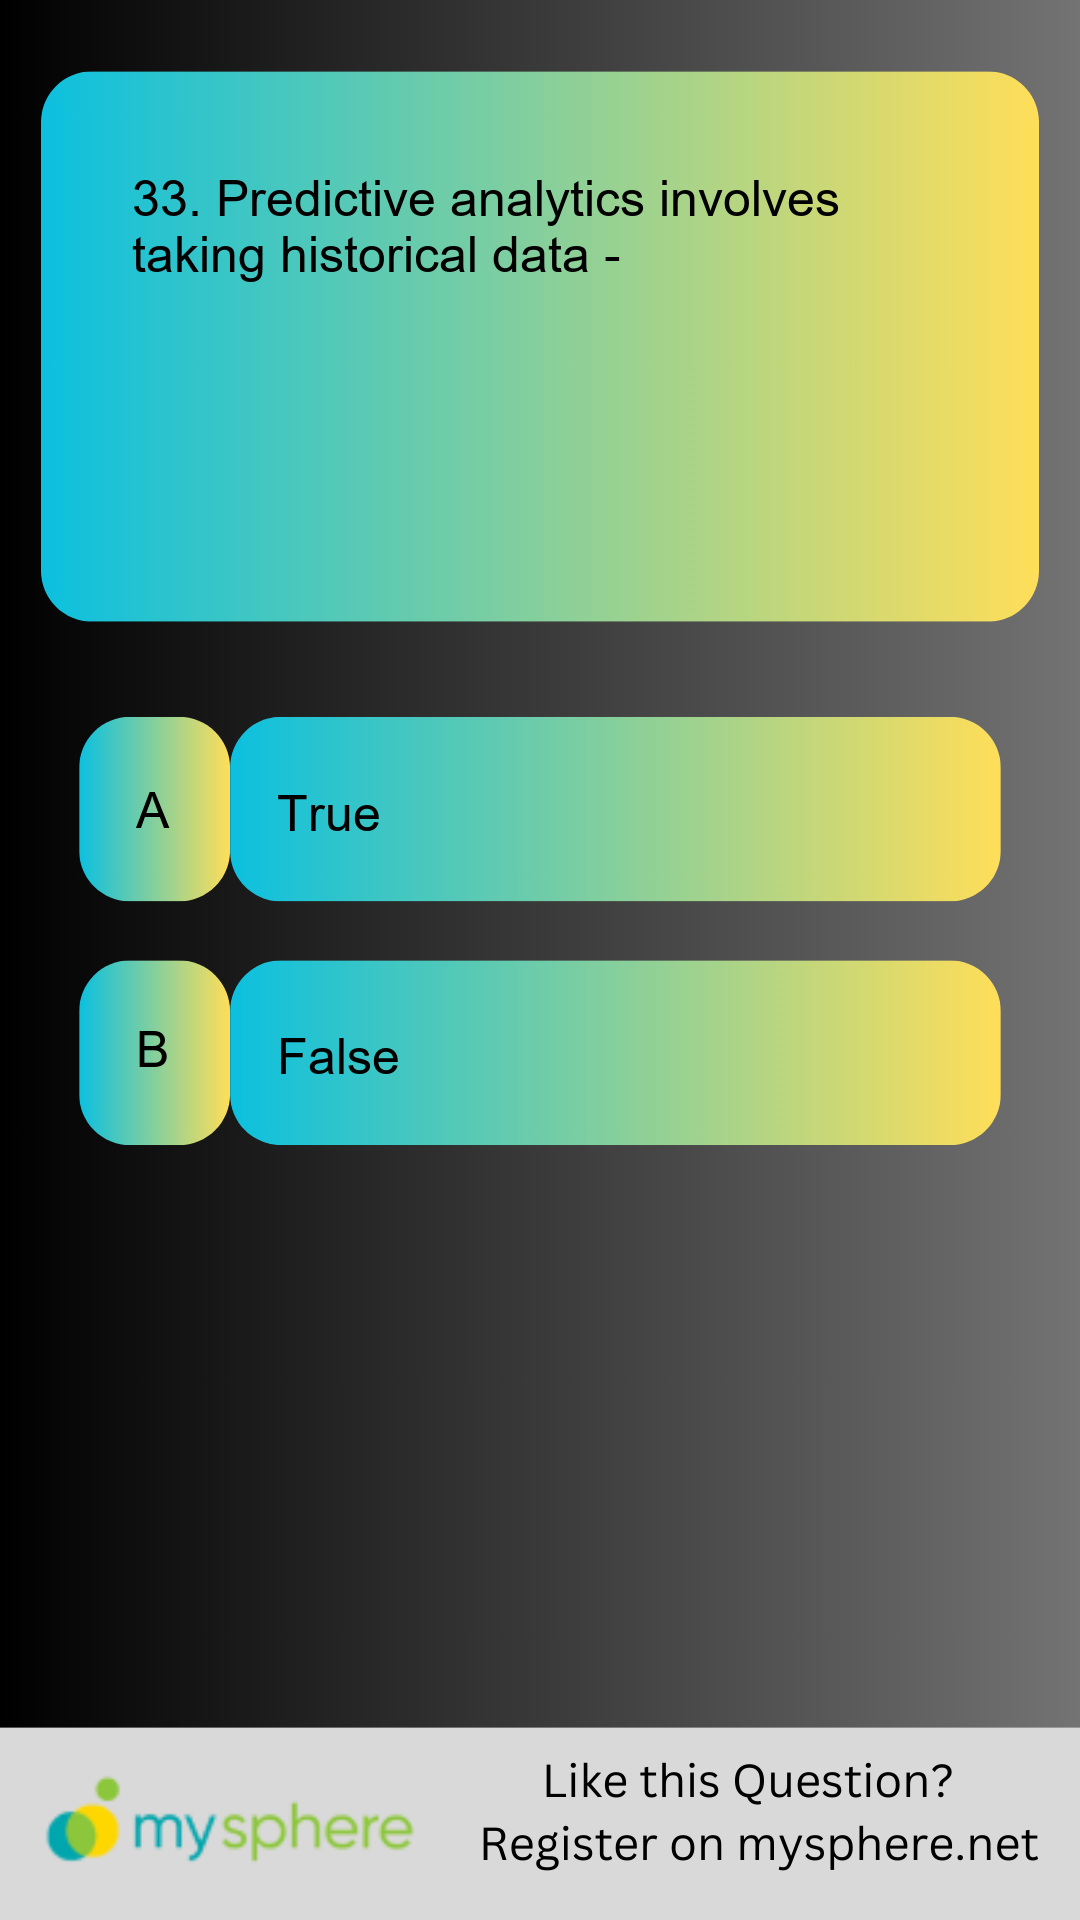 33. Predictive analytics involves
taking historical data -
A
True
B
False
Like this Question?
mysphere
Register on mysphere.net